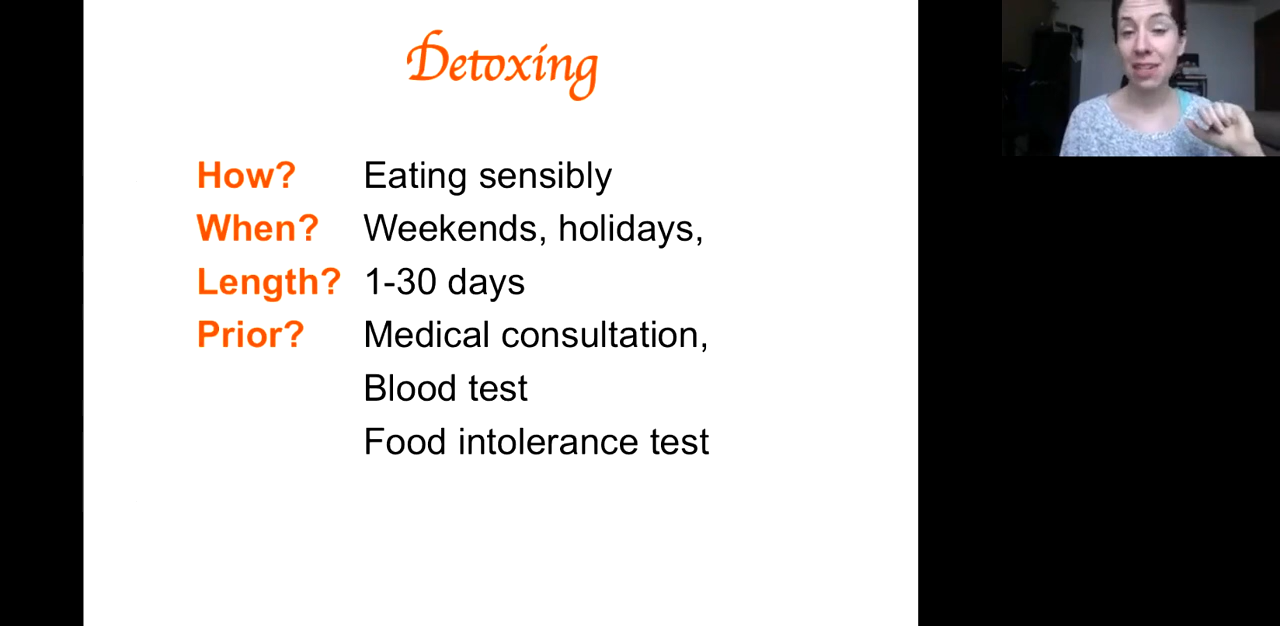 Detoxing
How? Eating sensibly
When? Weekends, holidays,
Length? 1-30 days
Prior? Medical consultation,
Blood test
Food intolerance test